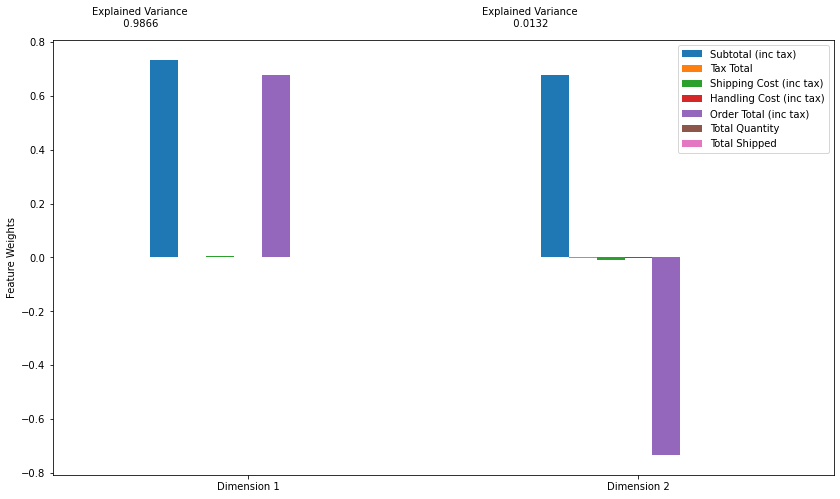 Explained Variance
0.9866
Explained Variance
0.0132
0.8
0.6
0.4
0.2
0.0
−0.2
−0.4
−0.6
−0.8
Feature Weights
Subtotal (inc tax)
Tax Total
Shipping Cost (inc tax)
Handling Cost (inc tax)
Order Total (inc tax)
Total Quantity
Total Shipped
Dimension 1
Dimension 2